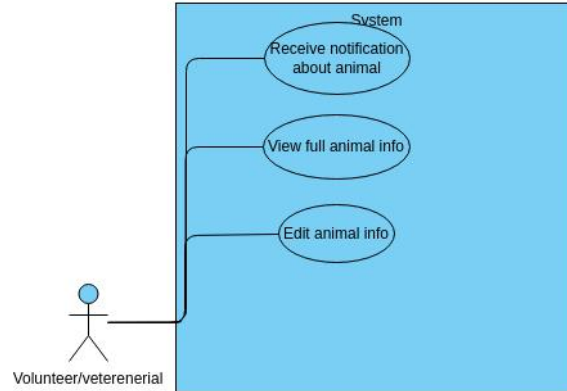 System
Receive notification
about animal
View full animal info
Edit animal info
Volunteer/veterenerial